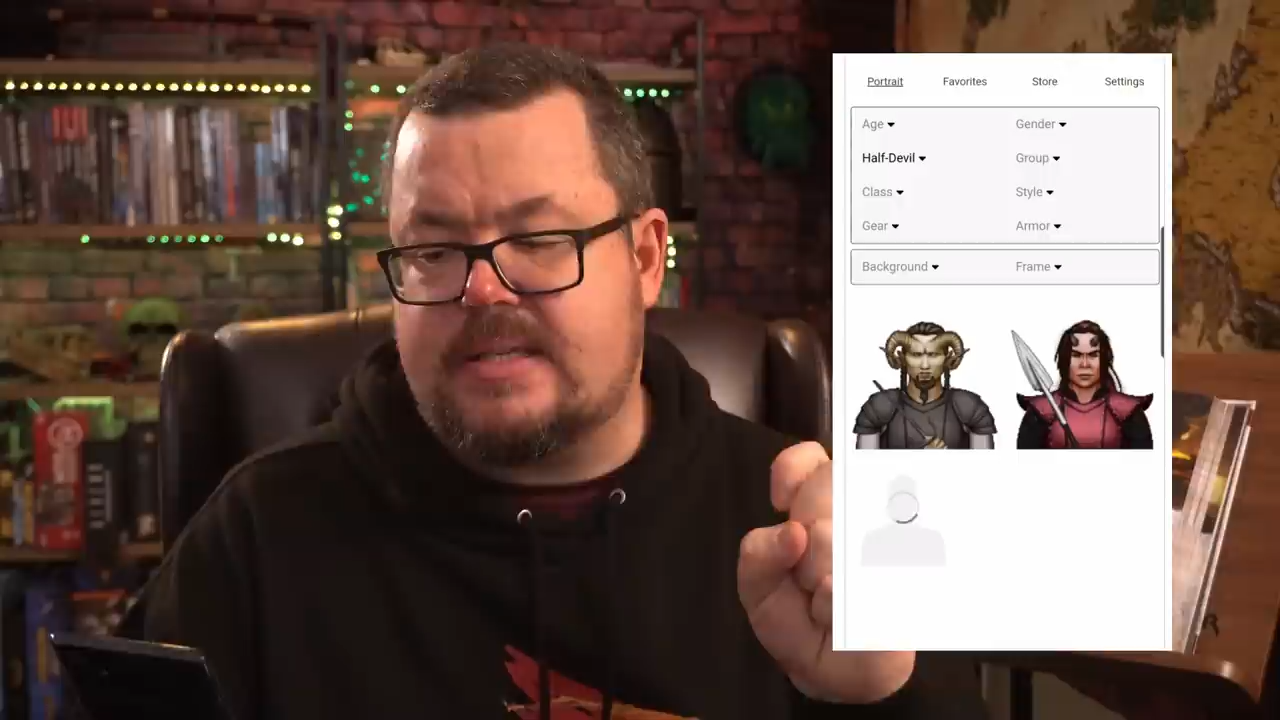 Portrait Favorites Store Settings
Age Gender
Half-Devil Group
Class Style
Gear Armor
Background Frame